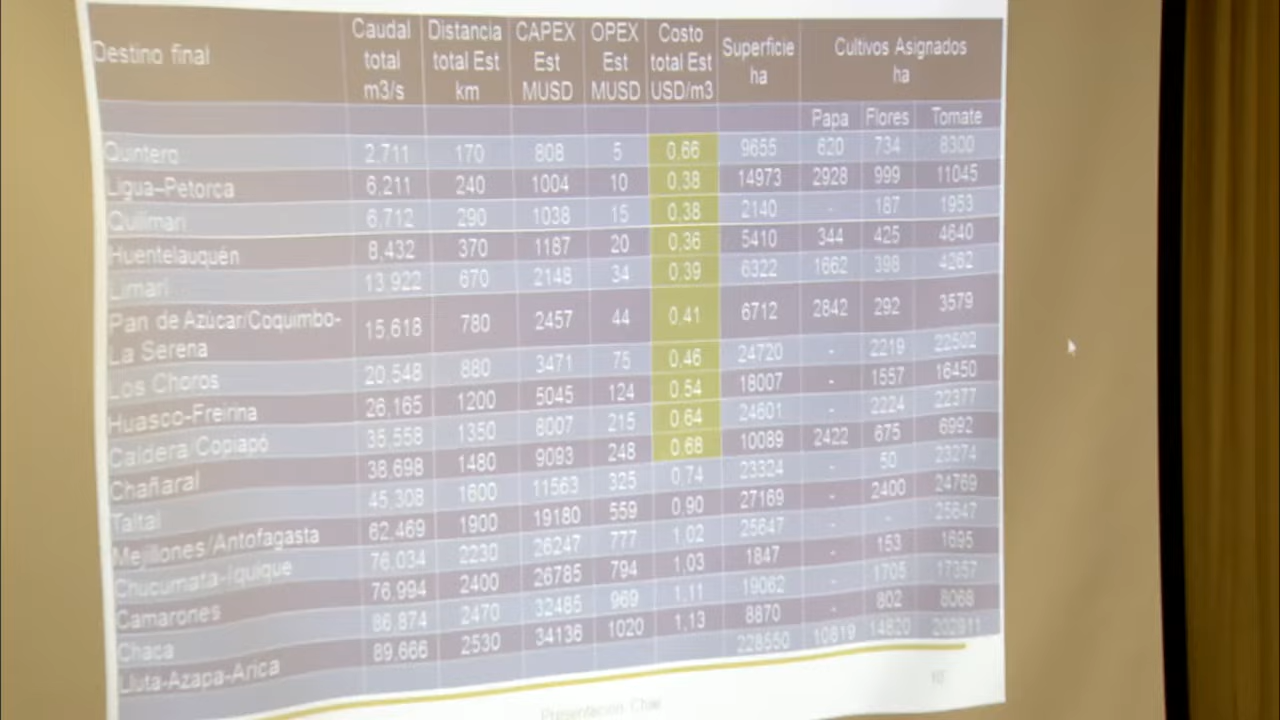 Destino final Caudal total m3/s Distancia total Est km CAPEX Est MUSD OPEX Est MUSD Costo total Est USD/m3 Superficie ha Cultivos Asignados ha
Papa Flores Tomate
Quintero 2,711 170 808 5 0,66 9655 620 734 8300
Ligua–Petorca 6,211 240 1004 10 0,38 14973 2928 999 11045
Quilimarí 6,712 290 1038 15 0,38 2140 - 187 1953
Huentelauquén 8,432 370 1187 20 0,36 5410 344 425 4640
Limarí 13,922 670 2148 34 0,39 6322 1662 398 4262
Pan de Azúcar/Coquimbo-La Serena 15,618 780 2457 44 0,41 6712 2842 292 3579
Los Choros 20,548 880 3471 75 0,46 24720 - 2219 22502
Huasco-Freirina 26,165 1200 5045 124 0,54 18007 - 1557 16450
Caldera/Copiapó 35,558 1350 8007 215 0,64 24601 - 2224 22377
Chañaral 38,698 1480 9093 248 0,68 10089 2422 675 6992
Taltal 45,308 1600 11563 325 0,74 23324 - 50 23274
Mejillones/Antofagasta 62,469 1900 19180 559 0,90 27169 - 2400 24769
Chucumata-Iquique 76,034 2230 26247 777 1,02 25647 - - 25647
Camarones 76,994 2400 26785 794 1,03 1847 - 153 1695
Chaca 86,874 2470 32485 969 1,11 19062 - 1705 17357
Lluta-Azapa-Arica 89,666 2530 34136 1020 1,13 8870 - 802 8068
228550 10819 14820 202911
Presentación